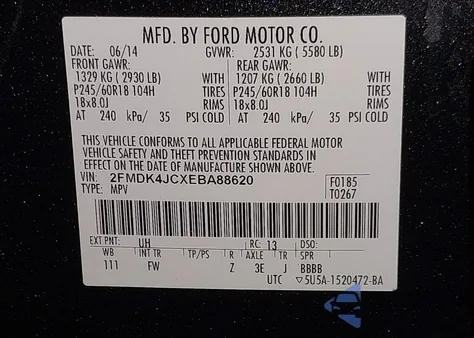 MFD. BY FORD MOTOR CO.
DATE: 06/14 GVWR: 2531 KG ( 5580 LB)
FRONT GAWR: REAR GAWR:
1329 KG ( 2930 LB) WITH 1207 KG ( 2660 LB) WITH
P245/60R18 104H TIRES P245/60R18 104H TIRES
18x8.0J RIMS 18x8.0J RIMS
AT 240 kPa/ 35 PSI COLD AT 240 kPa/ 35 PSI COLD
THIS VEHICLE CONFORMS TO ALL APPLICABLE FEDERAL MOTOR
VEHICLE SAFETY AND THEFT PREVENTION STANDARDS IN
EFFECT ON THE DATE OF MANUFACTURE SHOWN ABOVE.
VIN: 2FMDK4JCXEBA88620 F0185
TYPE: MPV T0267
EXT PNT: UH RC: 13 DSO:
WB INT TR TP/PS R AXLE TR SPR
111 FW Z 3E J BBBB
UTC 5U5A-1520472-BA